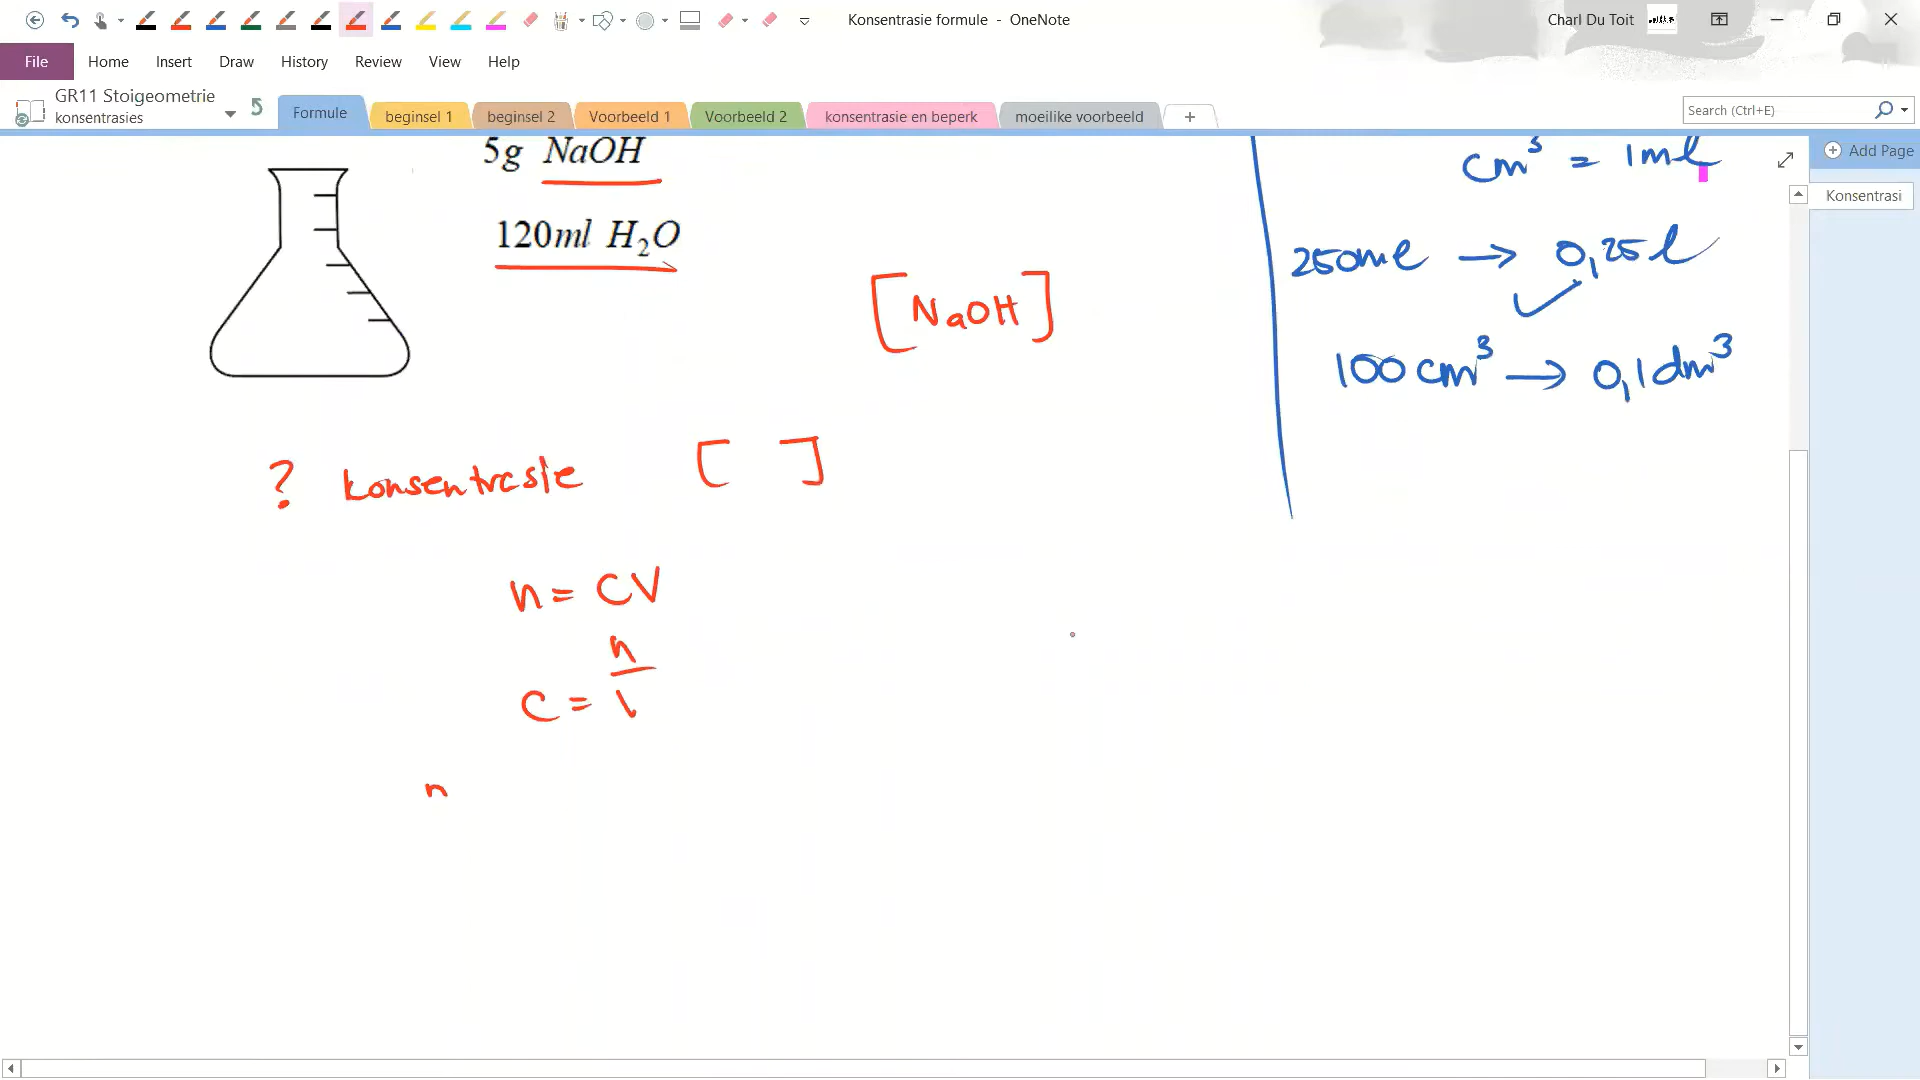 Konsentrasie formule - OneNote
Charl Du Toit
File Home Insert Draw History Review View Help
GR11 Stoigeometrie
konsentrasies
Formule beginsel 1 beginsel 2 Voorbeeld 1 Voorbeeld 2 konsentrasie en beperk moeilike voorbeeld +
Search (Ctrl+E)
Add Page
Konsentrasi
5g NaOH
120ml H₂O
[NaOH]
? konsentrasie [ ]
n = CV
C = n/V
n
cm³ = 1ml
250ml → 0,25l
100cm³ → 0,1dm³